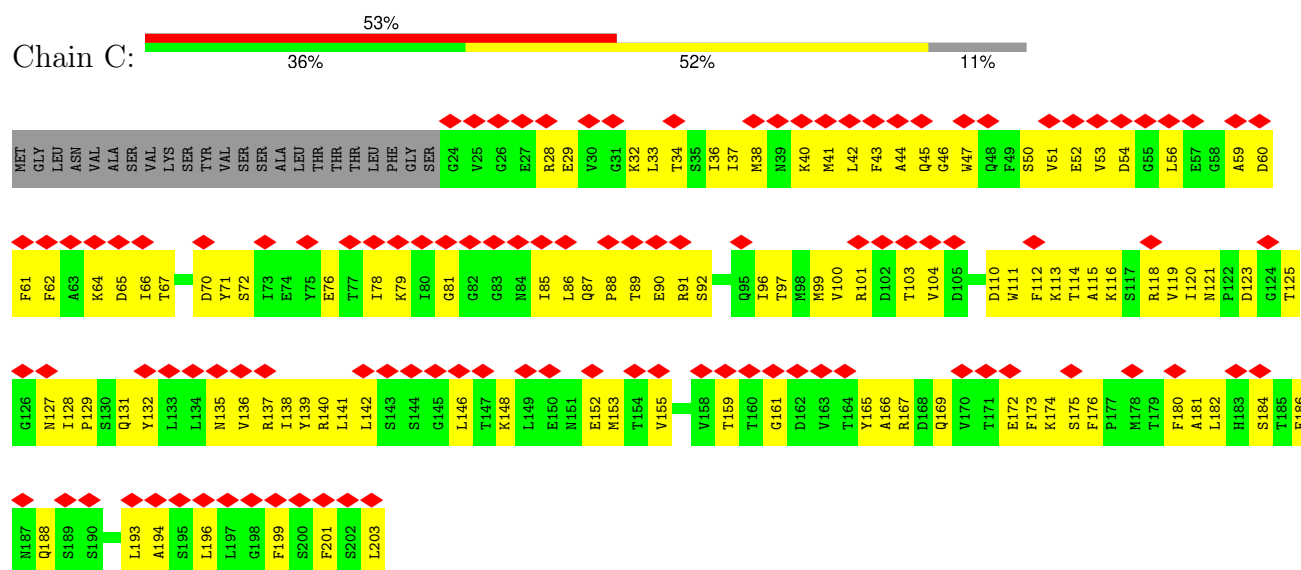 53%
Chain C:
36% 52% 11%
MET GLY LEU ASN VAL ALA SER VAL LYS SER TYR VAL SER SER ALA LEU THR THR THR LEU PHE GLY SER G24 V25 G26 E27 R28 E29 V30 G31 K32 L33 T34 S35 I36 I37 M38 N39 K40 M41 L42 F43 A44 Q45 G46 W47 Q48 F49 S50 V51 E52 V53 D54 G55 L56 E57 G58 A59 D60
F61 F62 A63 K64 D65 I66 T67 D70 Y71 S72 I73 E74 Y75 E76 T77 I78 K79 I80 G81 G82 G83 N84 I85 L86 Q87 P88 T89 E90 R91 S92 Q95 I96 T97 M98 M99 V100 R101 D102 T103 V104 D105 D110 W111 F112 K113 T114 A115 K116 S117 R118 V119 I120 N121 P122 D123 G124 T125
G126 N127 I128 P129 S130 Q131 Y132 L133 L134 N135 V136 R137 I138 Y139 R140 L141 L142 S143 S144 G145 L146 T147 K148 L149 E150 N151 E152 M153 T154 V155 V158 T159 T160 G161 D162 V163 T164 Y165 A166 R167 D168 Q169 V170 T171 E172 F173 K174 S175 F176 P177 M178 T179 F180 A181 L182 H183 S184 T185 F186
N187 Q188 S189 S190 L193 A194 S195 L196 L197 G198 F199 S200 F201 S202 L203